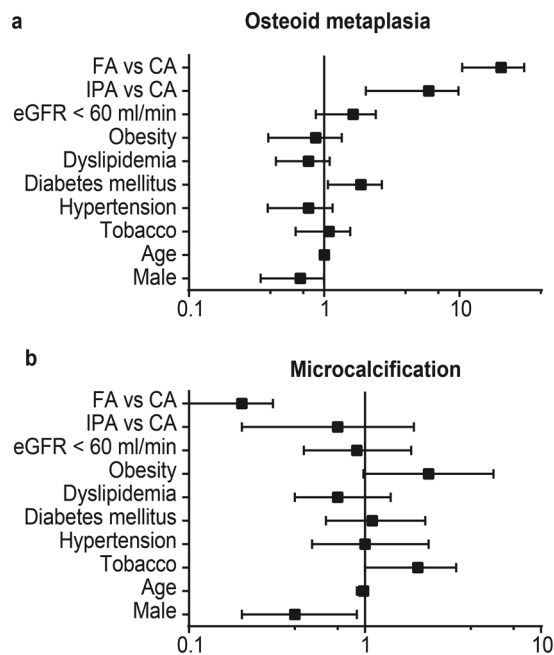 a
Osteoid metaplasia
FA vs CA
IPA vs CA
eGFR < 60 ml/min
Obesity
Dyslipidemia
Diabetes mellitus
Hypertension
Tobacco
Age
Male
0.1 1 10
b
Microcalcification
FA vs CA
IPA vs CA
eGFR < 60 ml/min
Obesity
Dyslipidemia
Diabetes mellitus
Hypertension
Tobacco
Age
Male
0.1 1 10